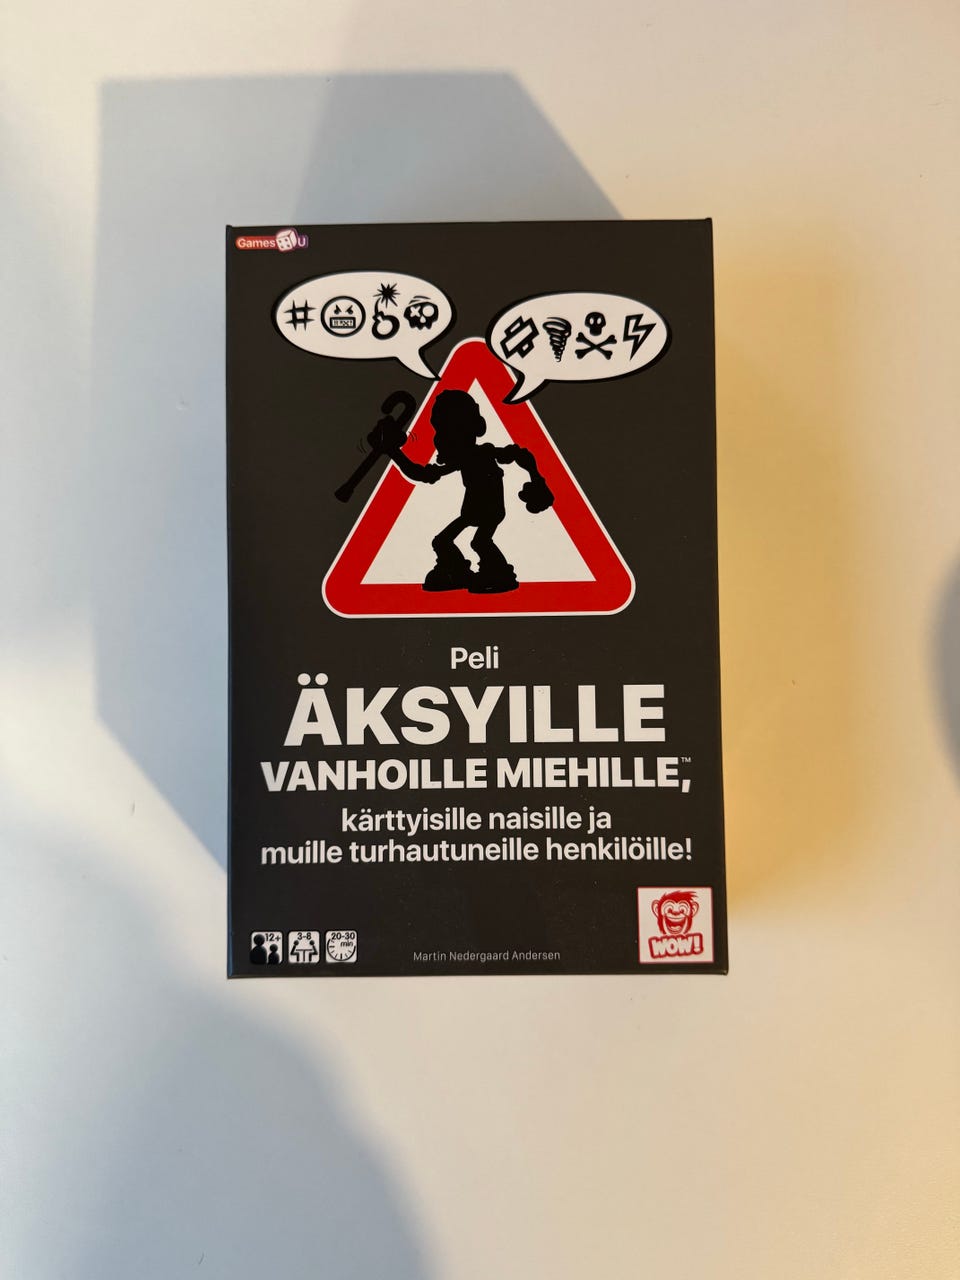 Games U
Peli
ÄKSYILLE
VANHOILLE MIEHILLE,™
kärttyisille naisille ja
muille turhautuneille henkilöille!
12+
3-8
20-30
min
Martin Nedergaard Andersen
WOW!